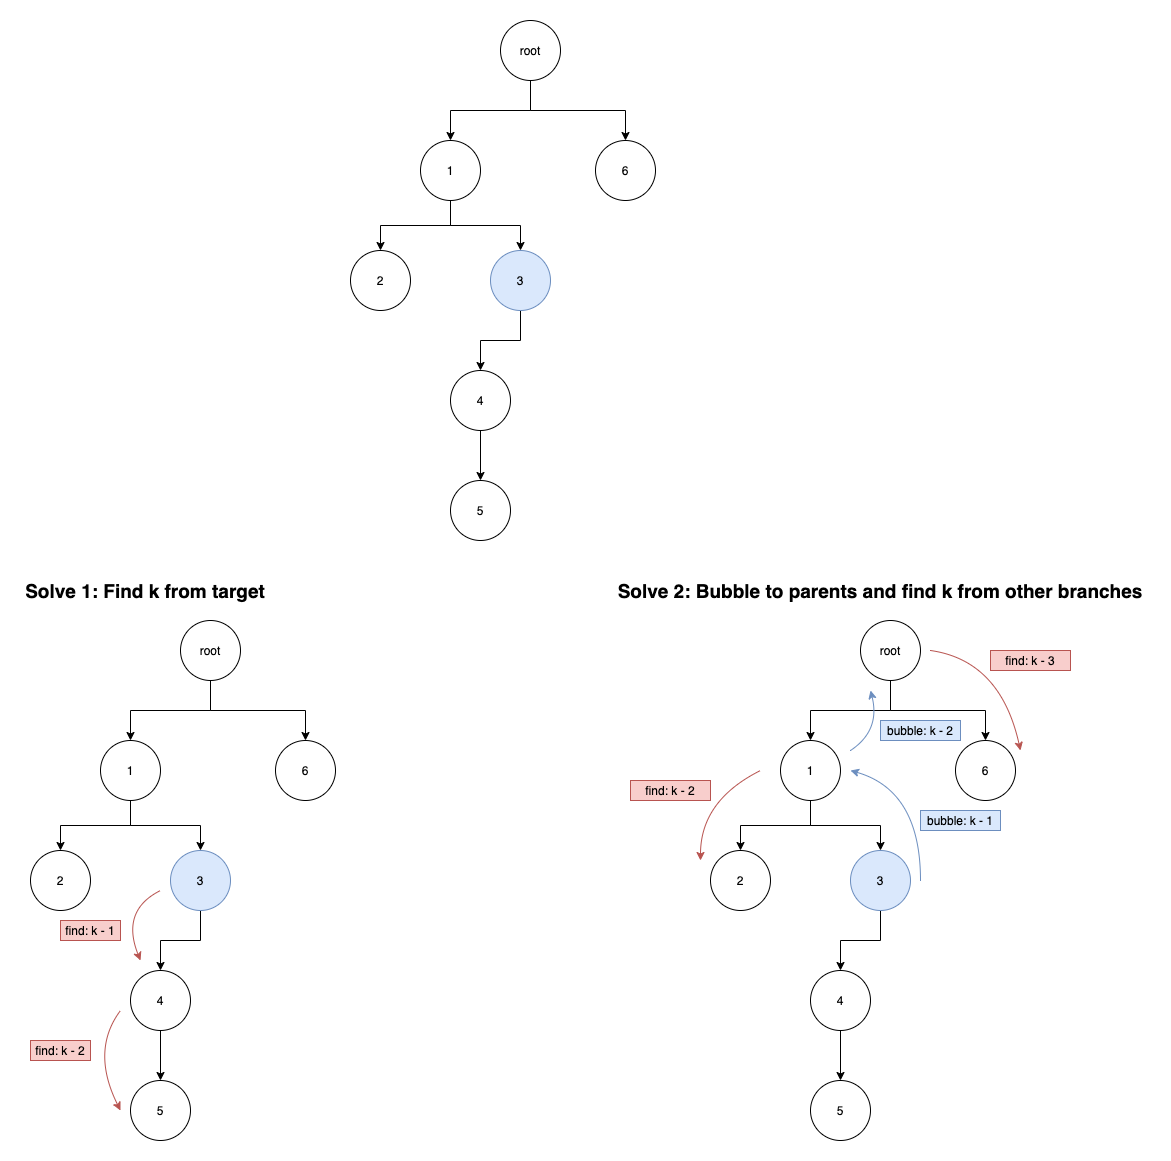 root
1
6
2
3
4
5
Solve 1: Find k from target
root
1
6
2
3
find: k - 1
4
find: k - 2
5
Solve 2: Bubble to parents and find k from other branches
root
find: k - 3
bubble: k - 2
1
6
find: k - 2
bubble: k - 1
2
3
4
5